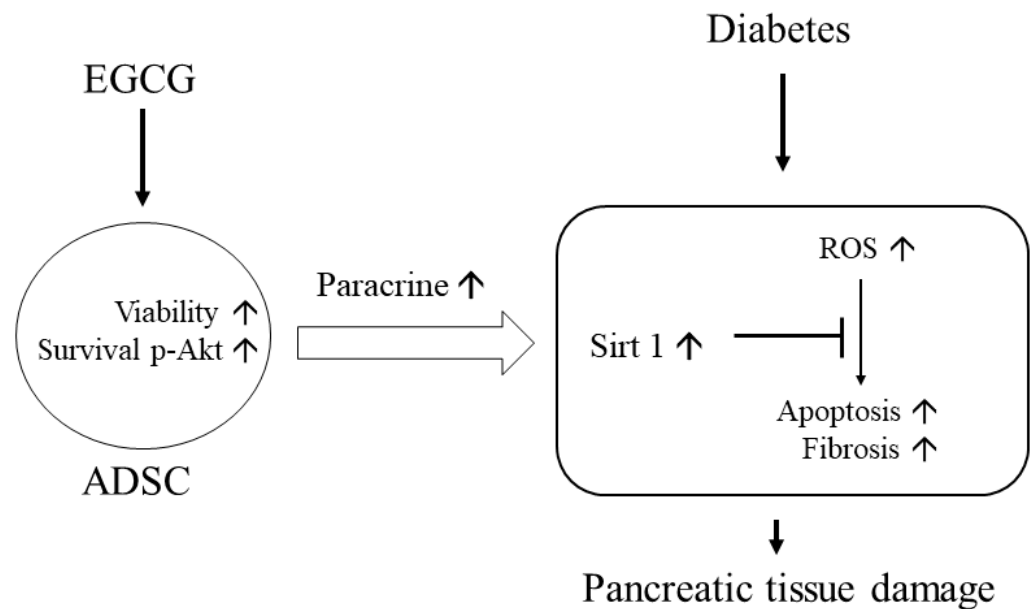 EGCG
Viability ↑
Survival p-Akt ↑
ADSC
Paracrine ↑
Diabetes
ROS ↑
Sirt 1 ↑
Apoptosis ↑
Fibrosis ↑
Pancreatic tissue damage